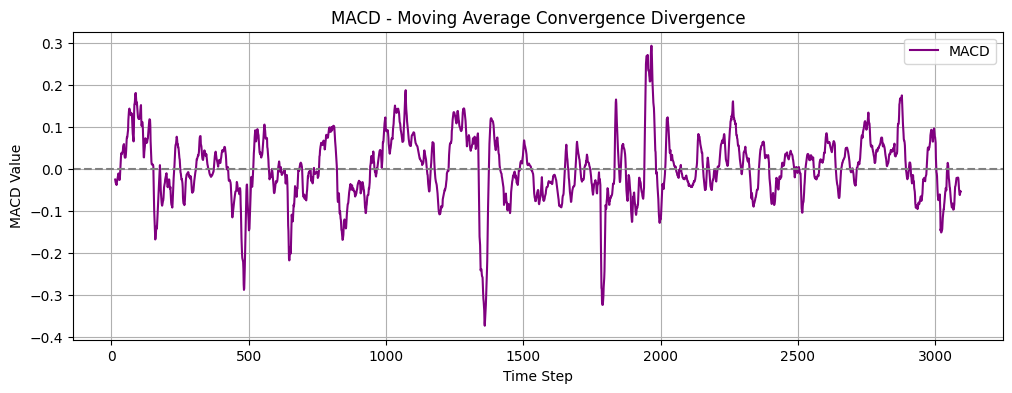 MACD - Moving Average Convergence Divergence
MACD
MACD Value
0.3
0.2
0.1
0.0
−0.1
−0.2
−0.3
−0.4
0 500 1000 1500 2000 2500 3000
Time Step